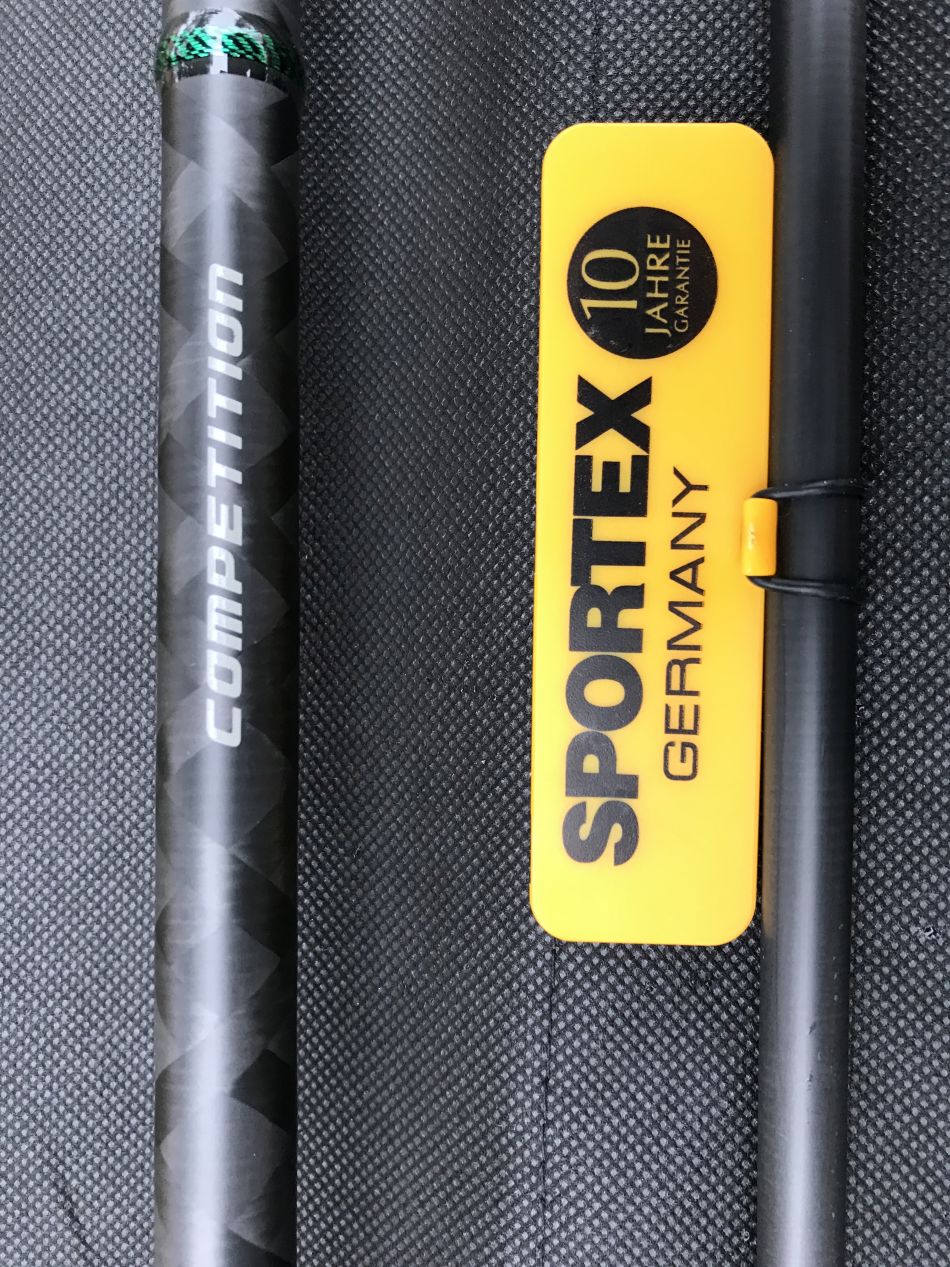 COMPETITION
SPORTEX
GERMANY
10
JAHRE
GARANTIE